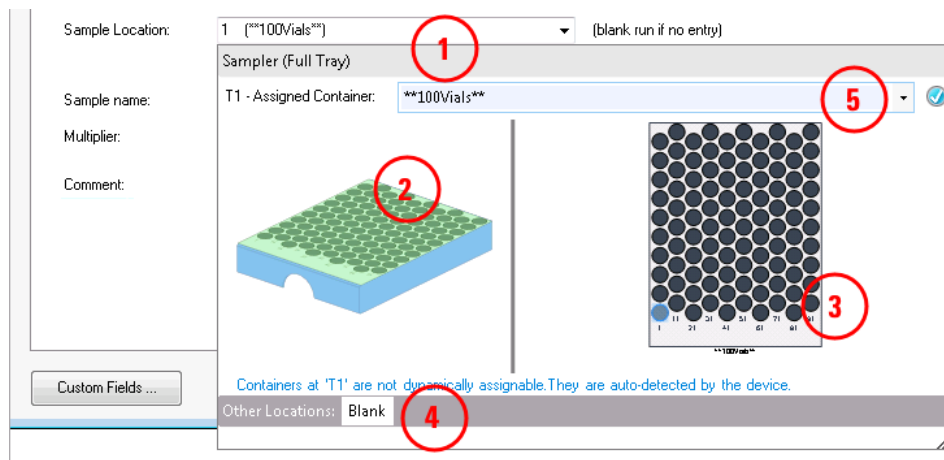 Sample Location: 1 (**100Vials**) (blank run if no entry)
1
Sampler (Full Tray)
Sample name: T1 - Assigned Container: **100Vials** 5
Multiplier:
Comment:
2
3
1 11 21 31 41 51 61 71 81 91
**100Vials**
Custom Fields ... Containers at 'T1' are not dynamically assignable.They are auto-detected by the device.
Other Locations: Blank 4